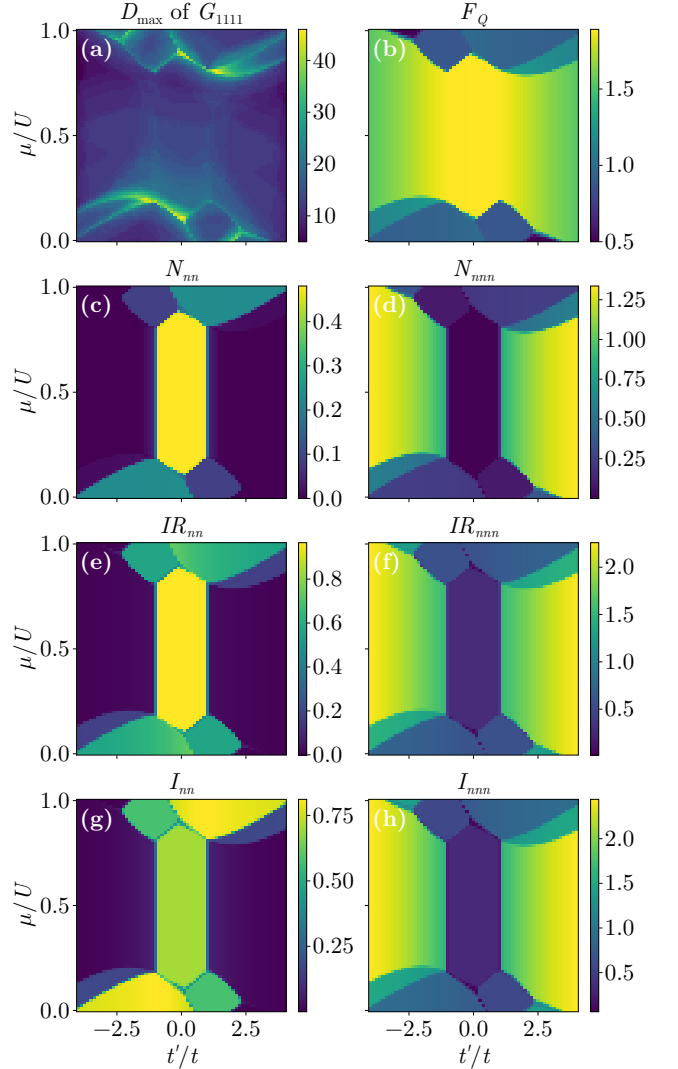 D_max of G_1111 F_Q
(a) (b)
μ/U 1.0 0.5 0.0 40 30 20 10 1.5 1.0 0.5
N_nn N_nnn
(c) (d)
μ/U 1.0 0.5 0.0 0.4 0.3 0.2 0.1 0.0 1.25 1.00 0.75 0.50 0.25
IR_nn IR_nnn
(e) (f)
μ/U 1.0 0.5 0.0 0.8 0.6 0.4 0.2 0.0 2.0 1.5 1.0 0.5
I_nn I_nnn
(g) (h)
μ/U 1.0 0.5 0.0 0.75 0.50 0.25 2.0 1.5 1.0 0.5
−2.5 0.0 2.5 −2.5 0.0 2.5
t′/t t′/t